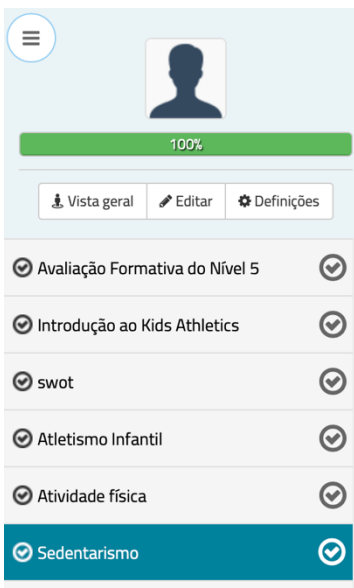 100%
Vista geral Editar Definições
Avaliação Formativa do Nível 5
Introdução ao Kids Athletics
swot
Atletismo Infantil
Atividade física
Sedentarismo